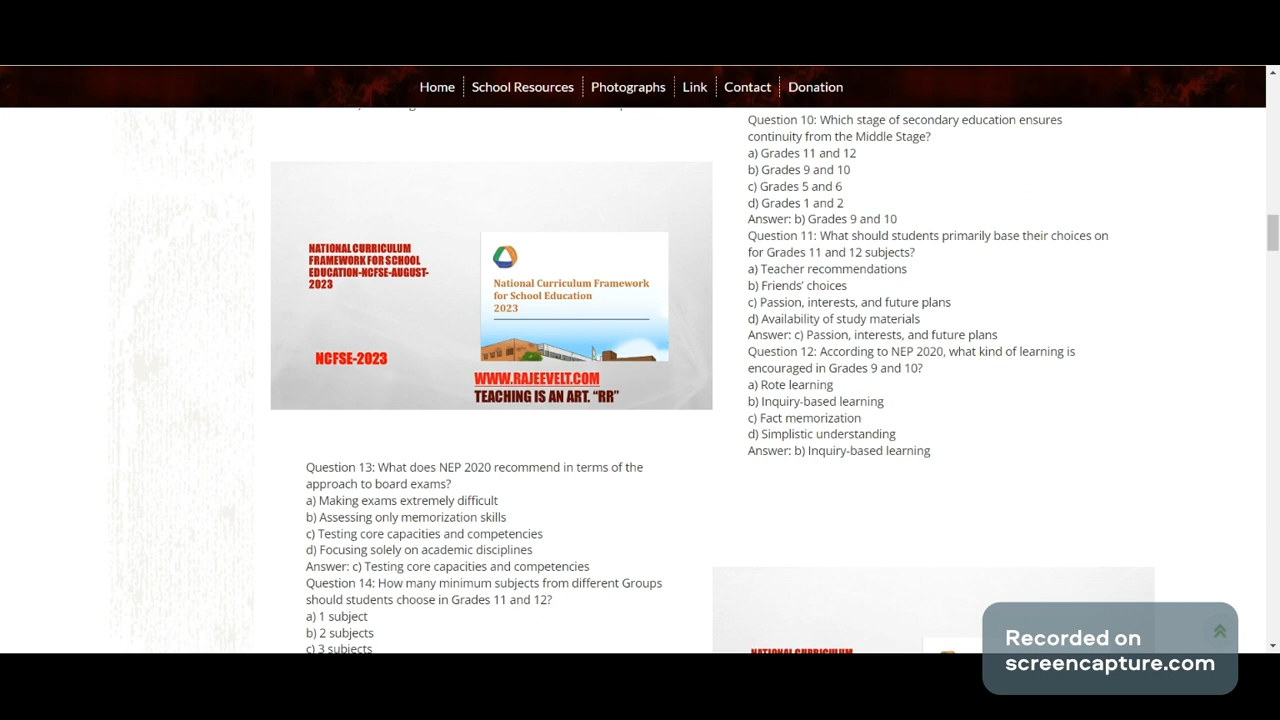 Home
School Resources
Photographs
Link
Contact
Donation
NATIONAL CURRICULUM
FRAMEWORK FOR SCHOOL
EDUCATION-NCFSE-AUGUST-
2023
NCFSE-2023
National Curriculum Framework
for School Education
2023
WWW.RAJEEVELT.COM
TEACHING IS AN ART. “RR”
Question 10: Which stage of secondary education ensures
continuity from the Middle Stage?
a) Grades 11 and 12
b) Grades 9 and 10
c) Grades 5 and 6
d) Grades 1 and 2
Answer: b) Grades 9 and 10
Question 11: What should students primarily base their choices on
for Grades 11 and 12 subjects?
a) Teacher recommendations
b) Friends’ choices
c) Passion, interests, and future plans
d) Availability of study materials
Answer: c) Passion, interests, and future plans
Question 12: According to NEP 2020, what kind of learning is
encouraged in Grades 9 and 10?
a) Rote learning
b) Inquiry-based learning
c) Fact memorization
d) Simplistic understanding
Answer: b) Inquiry-based learning
Question 13: What does NEP 2020 recommend in terms of the
approach to board exams?
a) Making exams extremely difficult
b) Assessing only memorization skills
c) Testing core capacities and competencies
d) Focusing solely on academic disciplines
Answer: c) Testing core capacities and competencies
Question 14: How many minimum subjects from different Groups
should students choose in Grades 11 and 12?
a) 1 subject
b) 2 subjects
c) 3 subjects
NATIONAL CURRICULUM
Recorded on
screencapture.com